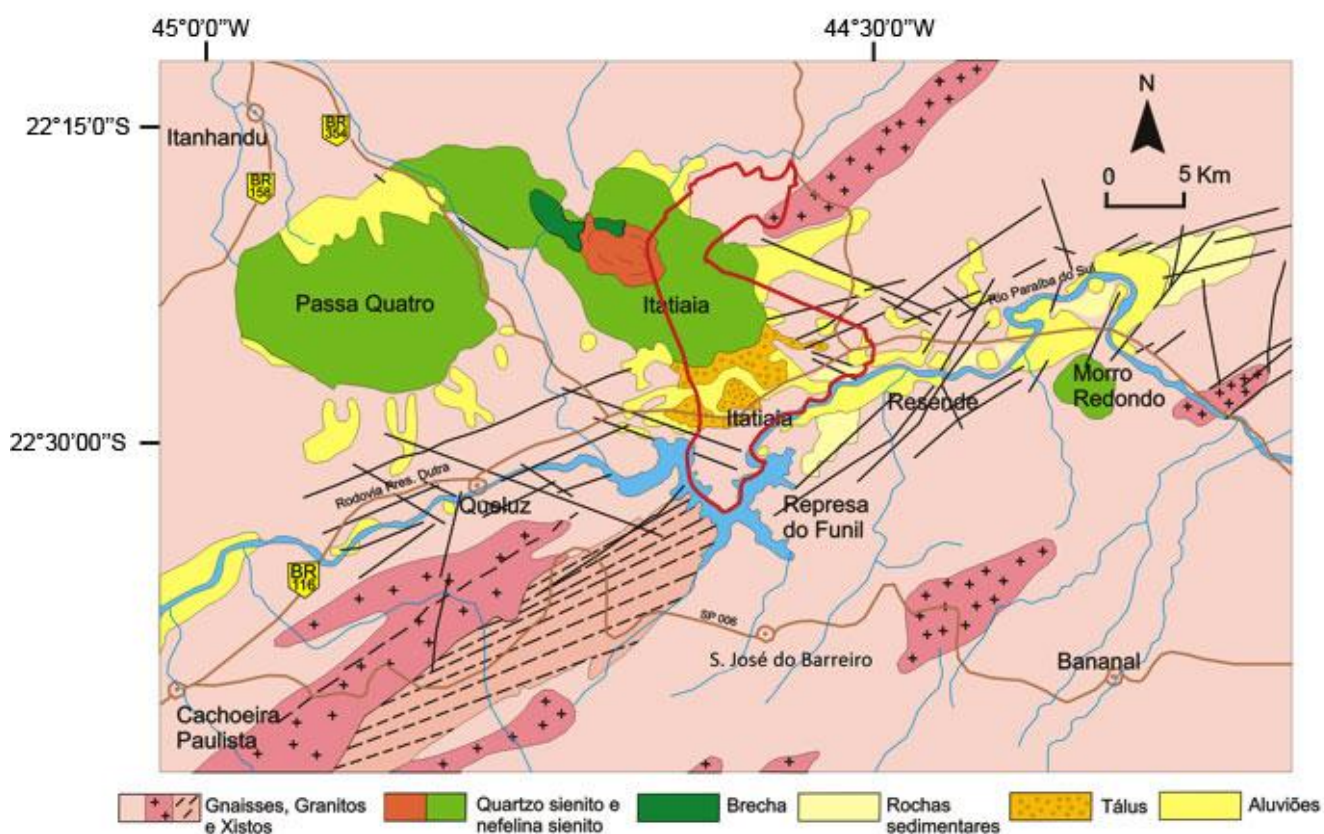 45°0'0"W
44°30'0"W
22°15'0"S
22°30'00"S
N
0 5 Km
Itanhandu
BR
354
BR
158
Passa Quatro
Itatiaia
Rio Paraíba do Sul
Morro
Redondo
Resende
Itatiaia
Rodovia Pres. Dutra
Queluz
Represa
do Funil
BR
116
SP 006
S. José do Barreiro
Bananal
Cachoeira
Paulista
Gnaisses, Granitos
e Xistos
Quartzo sienito e
nefelina sienito
Brecha
Rochas
sedimentares
Tálus
Aluviões